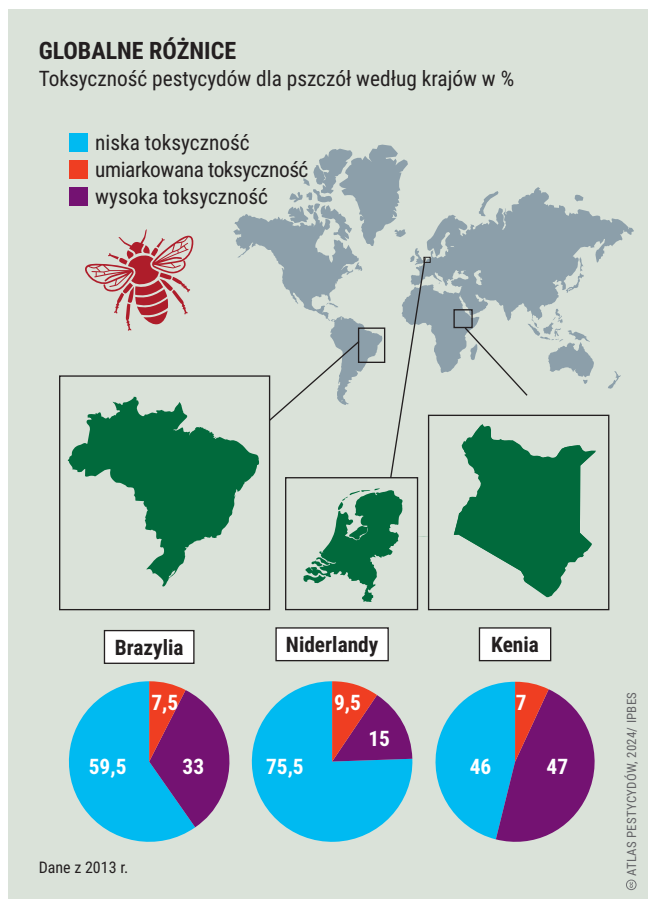 GLOBALNE RÓŻNICE
Toksyczność pestycydów dla pszczół według krajów w %
niska toksyczność
umiarkowana toksyczność
wysoka toksyczność
Brazylia
Niderlandy
Kenia
7,5
59,5
33
9,5
15
75,5
7
46
47
Dane z 2013 r.
ATLAS PESTYCYDÓW, 2024/ IPBES